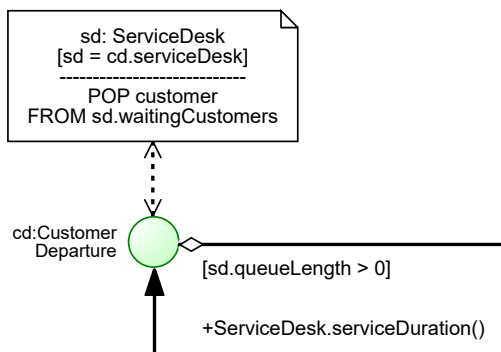 sd: ServiceDesk
[sd = cd.serviceDesk]
----------------------------
POP customer
FROM sd.waitingCustomers
cd:Customer
Departure
[sd.queueLength > 0]
+ServiceDesk.serviceDuration()